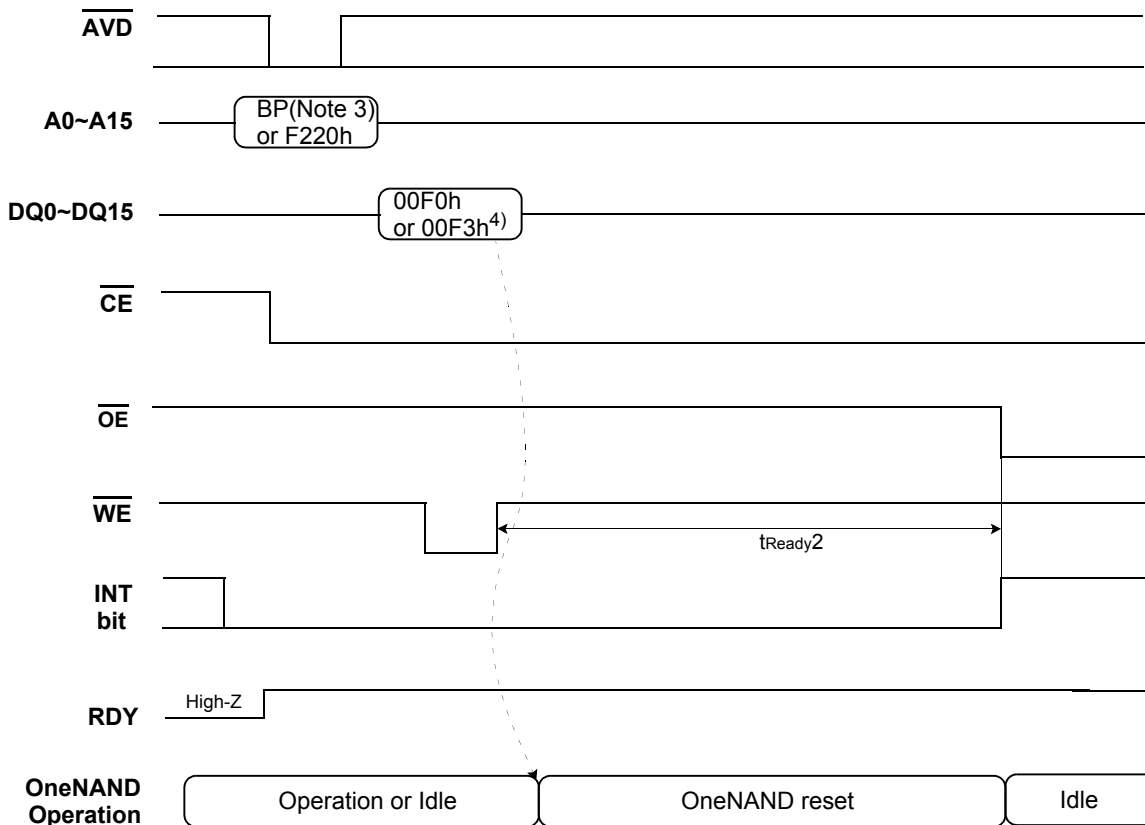 AVD
A0~A15
BP(Note 3)
or F220h
DQ0~DQ15
00F0h
or 00F3h4)
CE
OE
WE
tReady2
INT
bit
RDY
High-Z
OneNAND
Operation
Operation or Idle
OneNAND reset
Idle